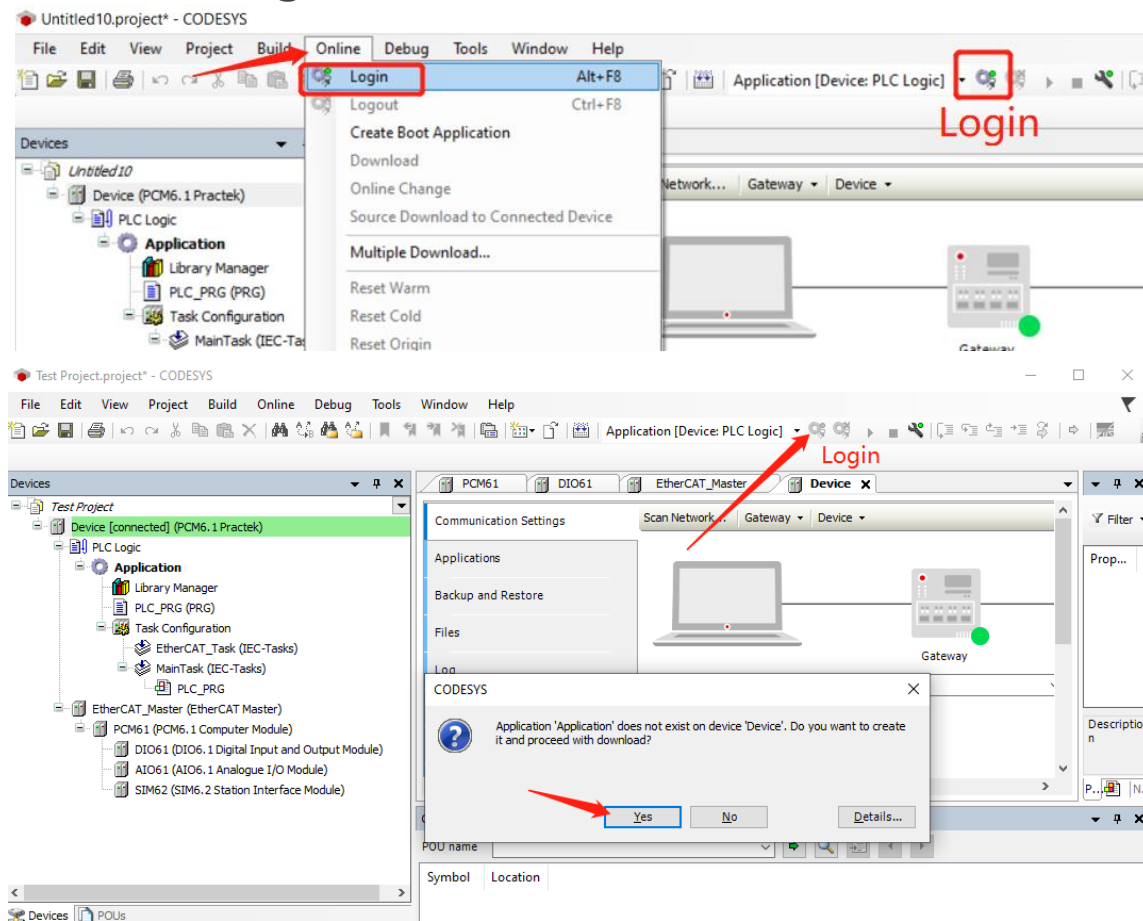 Untitled10.project* - CODESYS
File Edit View Project Build Online Debug Tools Window Help
Login Alt+F8
Application [Device: PLC Logic]
Logout Ctrl+F8
Login
Create Boot Application
Devices
Download
Untitled10
Online Change
Network... Gateway Device
Device (PCM6.1 Practek)
PLC Logic
Source Download to Connected Device
Application
Multiple Download...
Library Manager
PLC_PRG (PRG)
Reset Warm
Task Configuration
Reset Cold
MainTask (IEC-Tas
Reset Origin
Gateway
Test Project.project* - CODESYS
File Edit View Project Build Online Debug Tools Window Help
Application [Device: PLC Logic]
Login
Devices
PCM61 DIO61 EtherCAT_Master Device
Test Project
Device [connected] (PCM6.1 Practek)
PLC Logic
Application
Library Manager
PLC_PRG (PRG)
Task Configuration
EtherCAT_Task (IEC-Tasks)
MainTask (IEC-Tasks)
PLC_PRG
EtherCAT_Master (EtherCAT Master)
PCM61 (PCM6.1 Computer Module)
DIO61 (DIO6.1 Digital Input and Output Module)
AIO61 (AIO6.1 Analogue I/O Module)
SIM62 (SIM6.2 Station Interface Module)
Communication Settings
Applications
Backup and Restore
Files
Log
Scan Network... Gateway Device
Gateway
Filter
Prop...
Descriptio
n
P... N.
CODESYS
Application 'Application' does not exist on device 'Device'. Do you want to create
it and proceed with download?
Yes No Details...
POU name
Symbol Location
Devices POUs